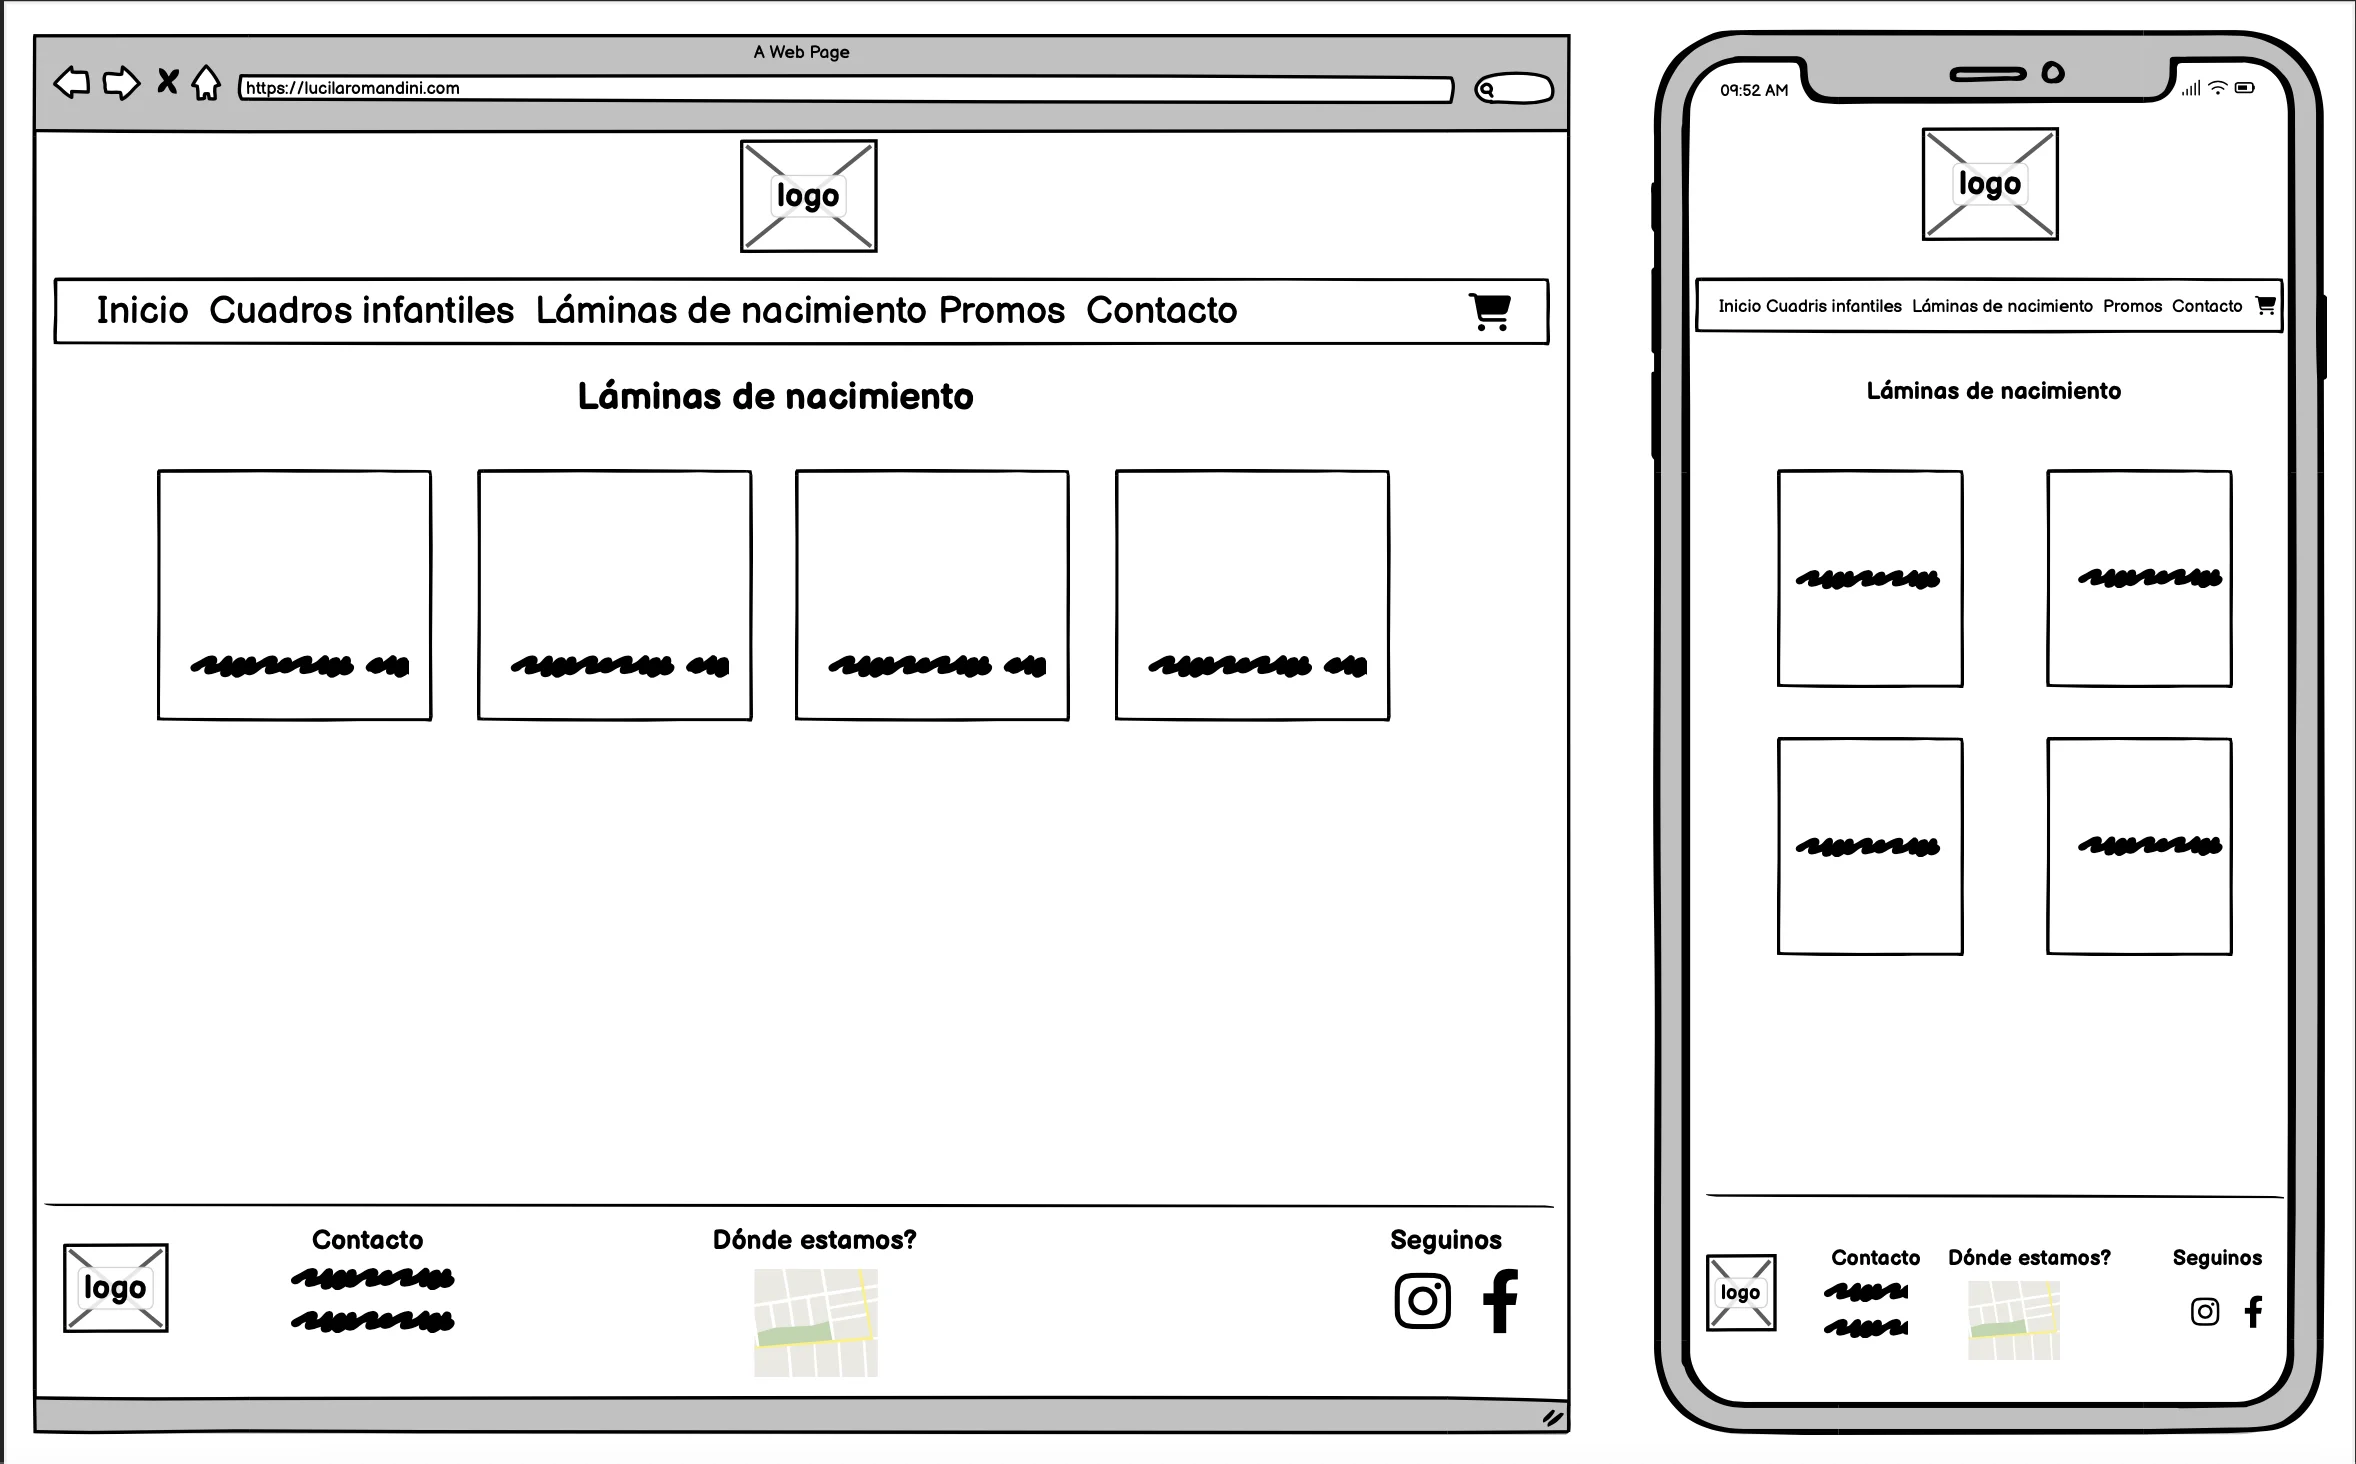 A Web Page
https://lucilaromandini.com
logo
Inicio Cuadros infantiles Láminas de nacimiento Promos Contacto
Láminas de nacimiento
Contacto Dónde estamos? Seguinos
logo
09:52 AM
logo
Inicio Cuadris infantiles Láminas de nacimiento Promos Contacto
Láminas de nacimiento
Contacto Dónde estamos? Seguinos
logo